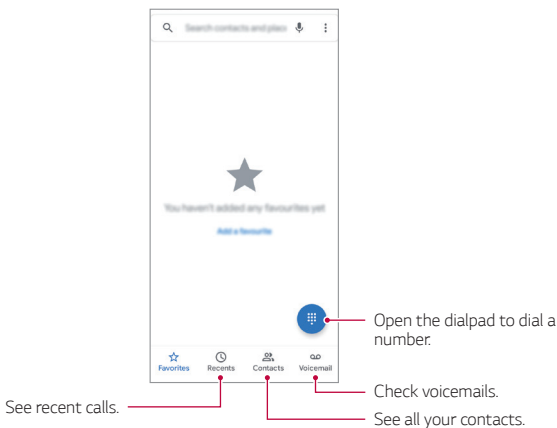 Search contacts and places
You haven't added any favourites yet
Add a favourite
Open the dialpad to dial a
number.
Favorites Recents Contacts Voicemail
Check voicemails.
See recent calls.
See all your contacts.